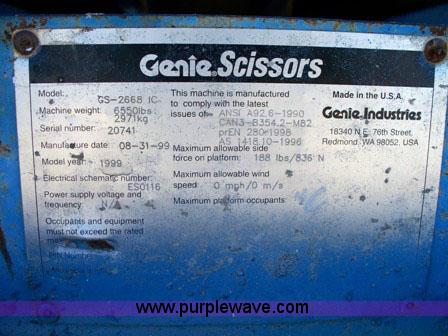 Genie Scissors
Model: GS-2668 IC
Machine weight: 6550lbs
2971kg
Serial number: 20741
Manufacture date: 08-31-99
Model year: 1999
Electrical schematic number:
ES0116
Power supply voltage and
frequency: N/A
Occupants and equipment
must not exceed the rated
This machine is manufactured
to comply with the latest
issues of: ANSI A92.6-1990
CAN3-B354.2-M82
prEN 280:1998
AS 1418.10-1996
Maximum allowable side
force on platform: 188 lbs/836 N
Maximum allowable wind
speed: 0 mph/0 m/s
Maximum platform occupants:
Made in the U.S.A.
Genie Industries
18340 N.E. 76th Street,
Redmond, WA 98052, USA
www.purplewave.com